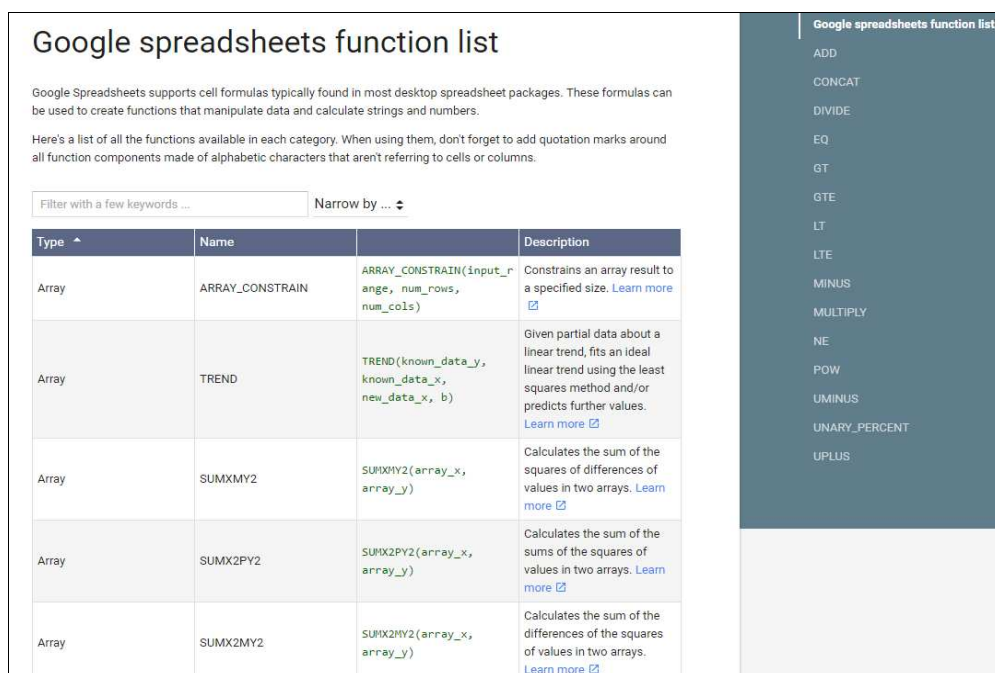 Google spreadsheets function list
Google Spreadsheets supports cell formulas typically found in most desktop spreadsheet packages. These formulas can
be used to create functions that manipulate data and calculate strings and numbers.
Here's a list of all the functions available in each category. When using them, don't forget to add quotation marks around
all function components made of alphabetic characters that aren't referring to cells or columns.
Filter with a few keywords ... Narrow by ...
Type Name Description
Array
ARRAY_CONSTRAIN
ARRAY_CONSTRAIN(input_r
ange, num_rows,
num_cols)
Constrains an array result to
a specified size. Learn more
Array
TREND
TREND(known_data_y,
known_data_x,
new_data_x, b)
Given partial data about a
linear trend, fits an ideal
linear trend using the least
squares method and/or
predicts further values.
Learn more
Array
SUMXMY2
SUMXMY2(array_x,
array_y)
Calculates the sum of the
squares of differences of
values in two arrays. Learn
more
Array
SUMX2PY2
SUMX2PY2(array_x,
array_y)
Calculates the sum of the
sums of the squares of
values in two arrays. Learn
more
Array
SUMX2MY2
SUMX2MY2(array_x,
array_y)
Calculates the sum of the
differences of the squares
of values in two arrays.
Learn more
Google spreadsheets function list
ADD
CONCAT
DIVIDE
EQ
GT
GTE
LT
LTE
MINUS
MULTIPLY
NE
POW
UMINUS
UNARY_PERCENT
UPLUS